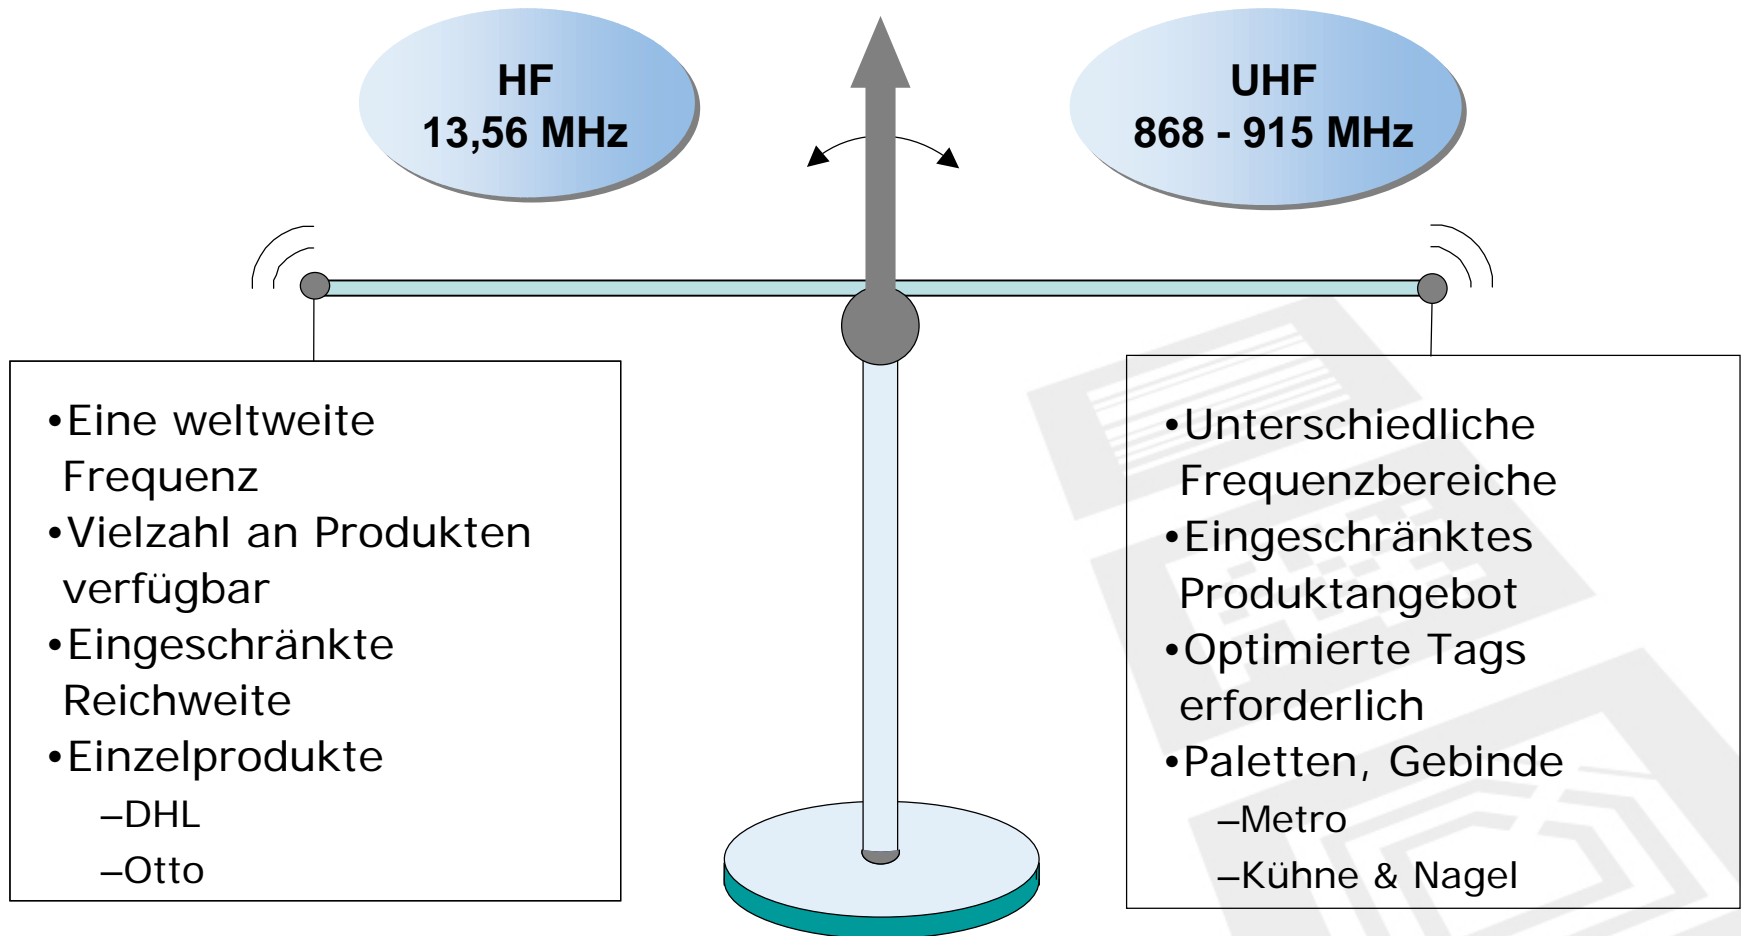 HF
13,56 MHz
UHF
868 - 915 MHz
•Eine weltweite
Frequenz
•Vielzahl an Produkten
verfügbar
•Eingeschränkte
Reichweite
•Einzelprodukte
–DHL
–Otto
•Unterschiedliche
Frequenzbereiche
•Eingeschränktes
Produktangebot
•Optimierte Tags
erforderlich
•Paletten, Gebinde
–Metro
–Kühne & Nagel